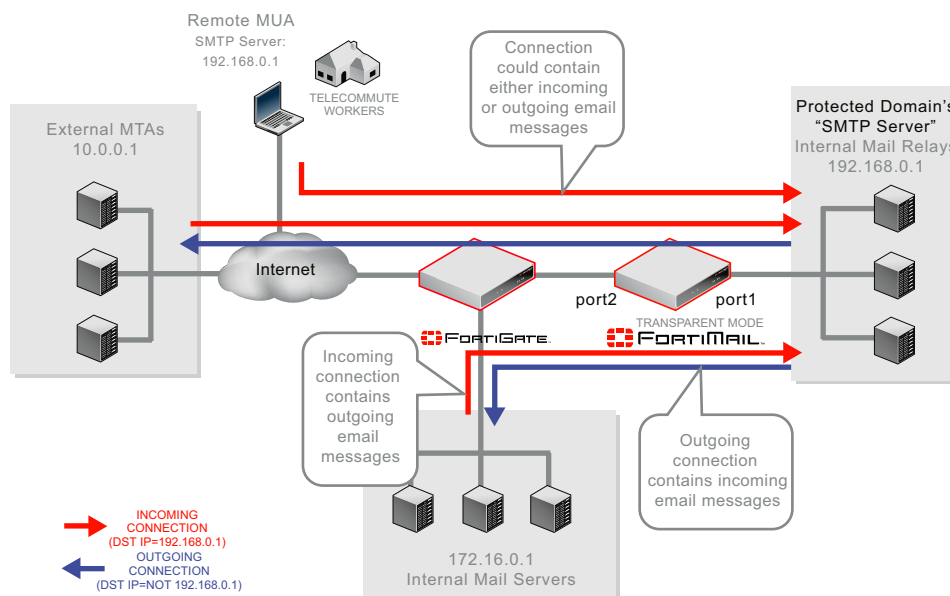 Remote MUA
SMTP Server:
192.168.0.1
TELECOMMUTE
WORKERS
Connection
could contain
either incoming
or outgoing email
messages
External MTAs
10.0.0.1
Protected Domain's
“SMTP Server”
Internal Mail Relays
192.168.0.1
Internet
port2
port1
TRANSPARENT MODE
FORTIGATE
FORTIMAIL
Incoming
connection
contains
outgoing
email
messages
Outgoing
connection
contains incoming
email messages
INCOMING
CONNECTION
(DST IP=192.168.0.1)
OUTGOING
CONNECTION
(DST IP=NOT 192.168.0.1)
172.16.0.1
Internal Mail Servers